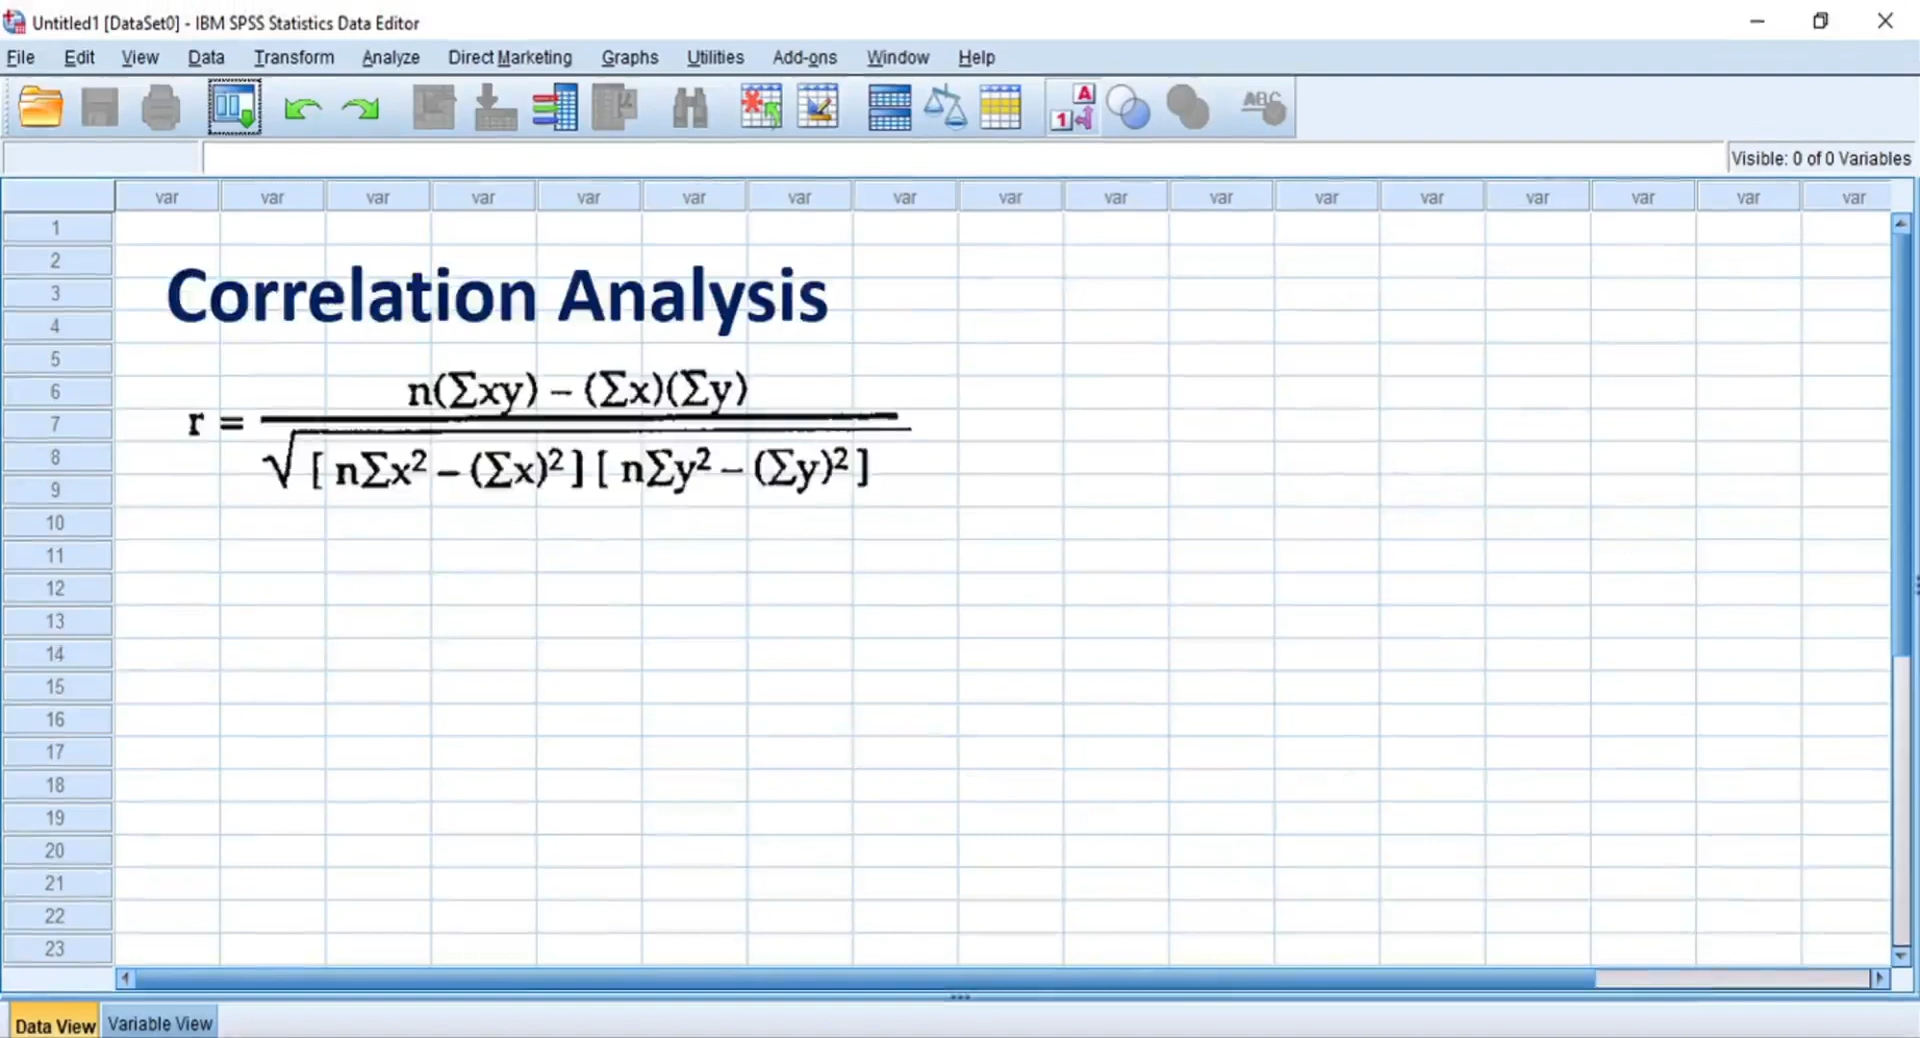 Untitled1 [DataSet0] - IBM SPSS Statistics Data Editor
File Edit View Data Transform Analyze Direct Marketing Graphs Utilities Add-ons Window Help
A
1
ABC
Visible: 0 of 0 Variables
var var var var var var var var var var var var var var var var var
1
2
Correlation Analysis
3
4
5
6
n(Σxy) – (Σx)(Σy)
7
r =
8
√ [ nΣx² – (Σx)² ] [ nΣy² – (Σy)² ]
9
10
11
12
13
14
15
16
17
18
19
20
21
22
23
Data View Variable View